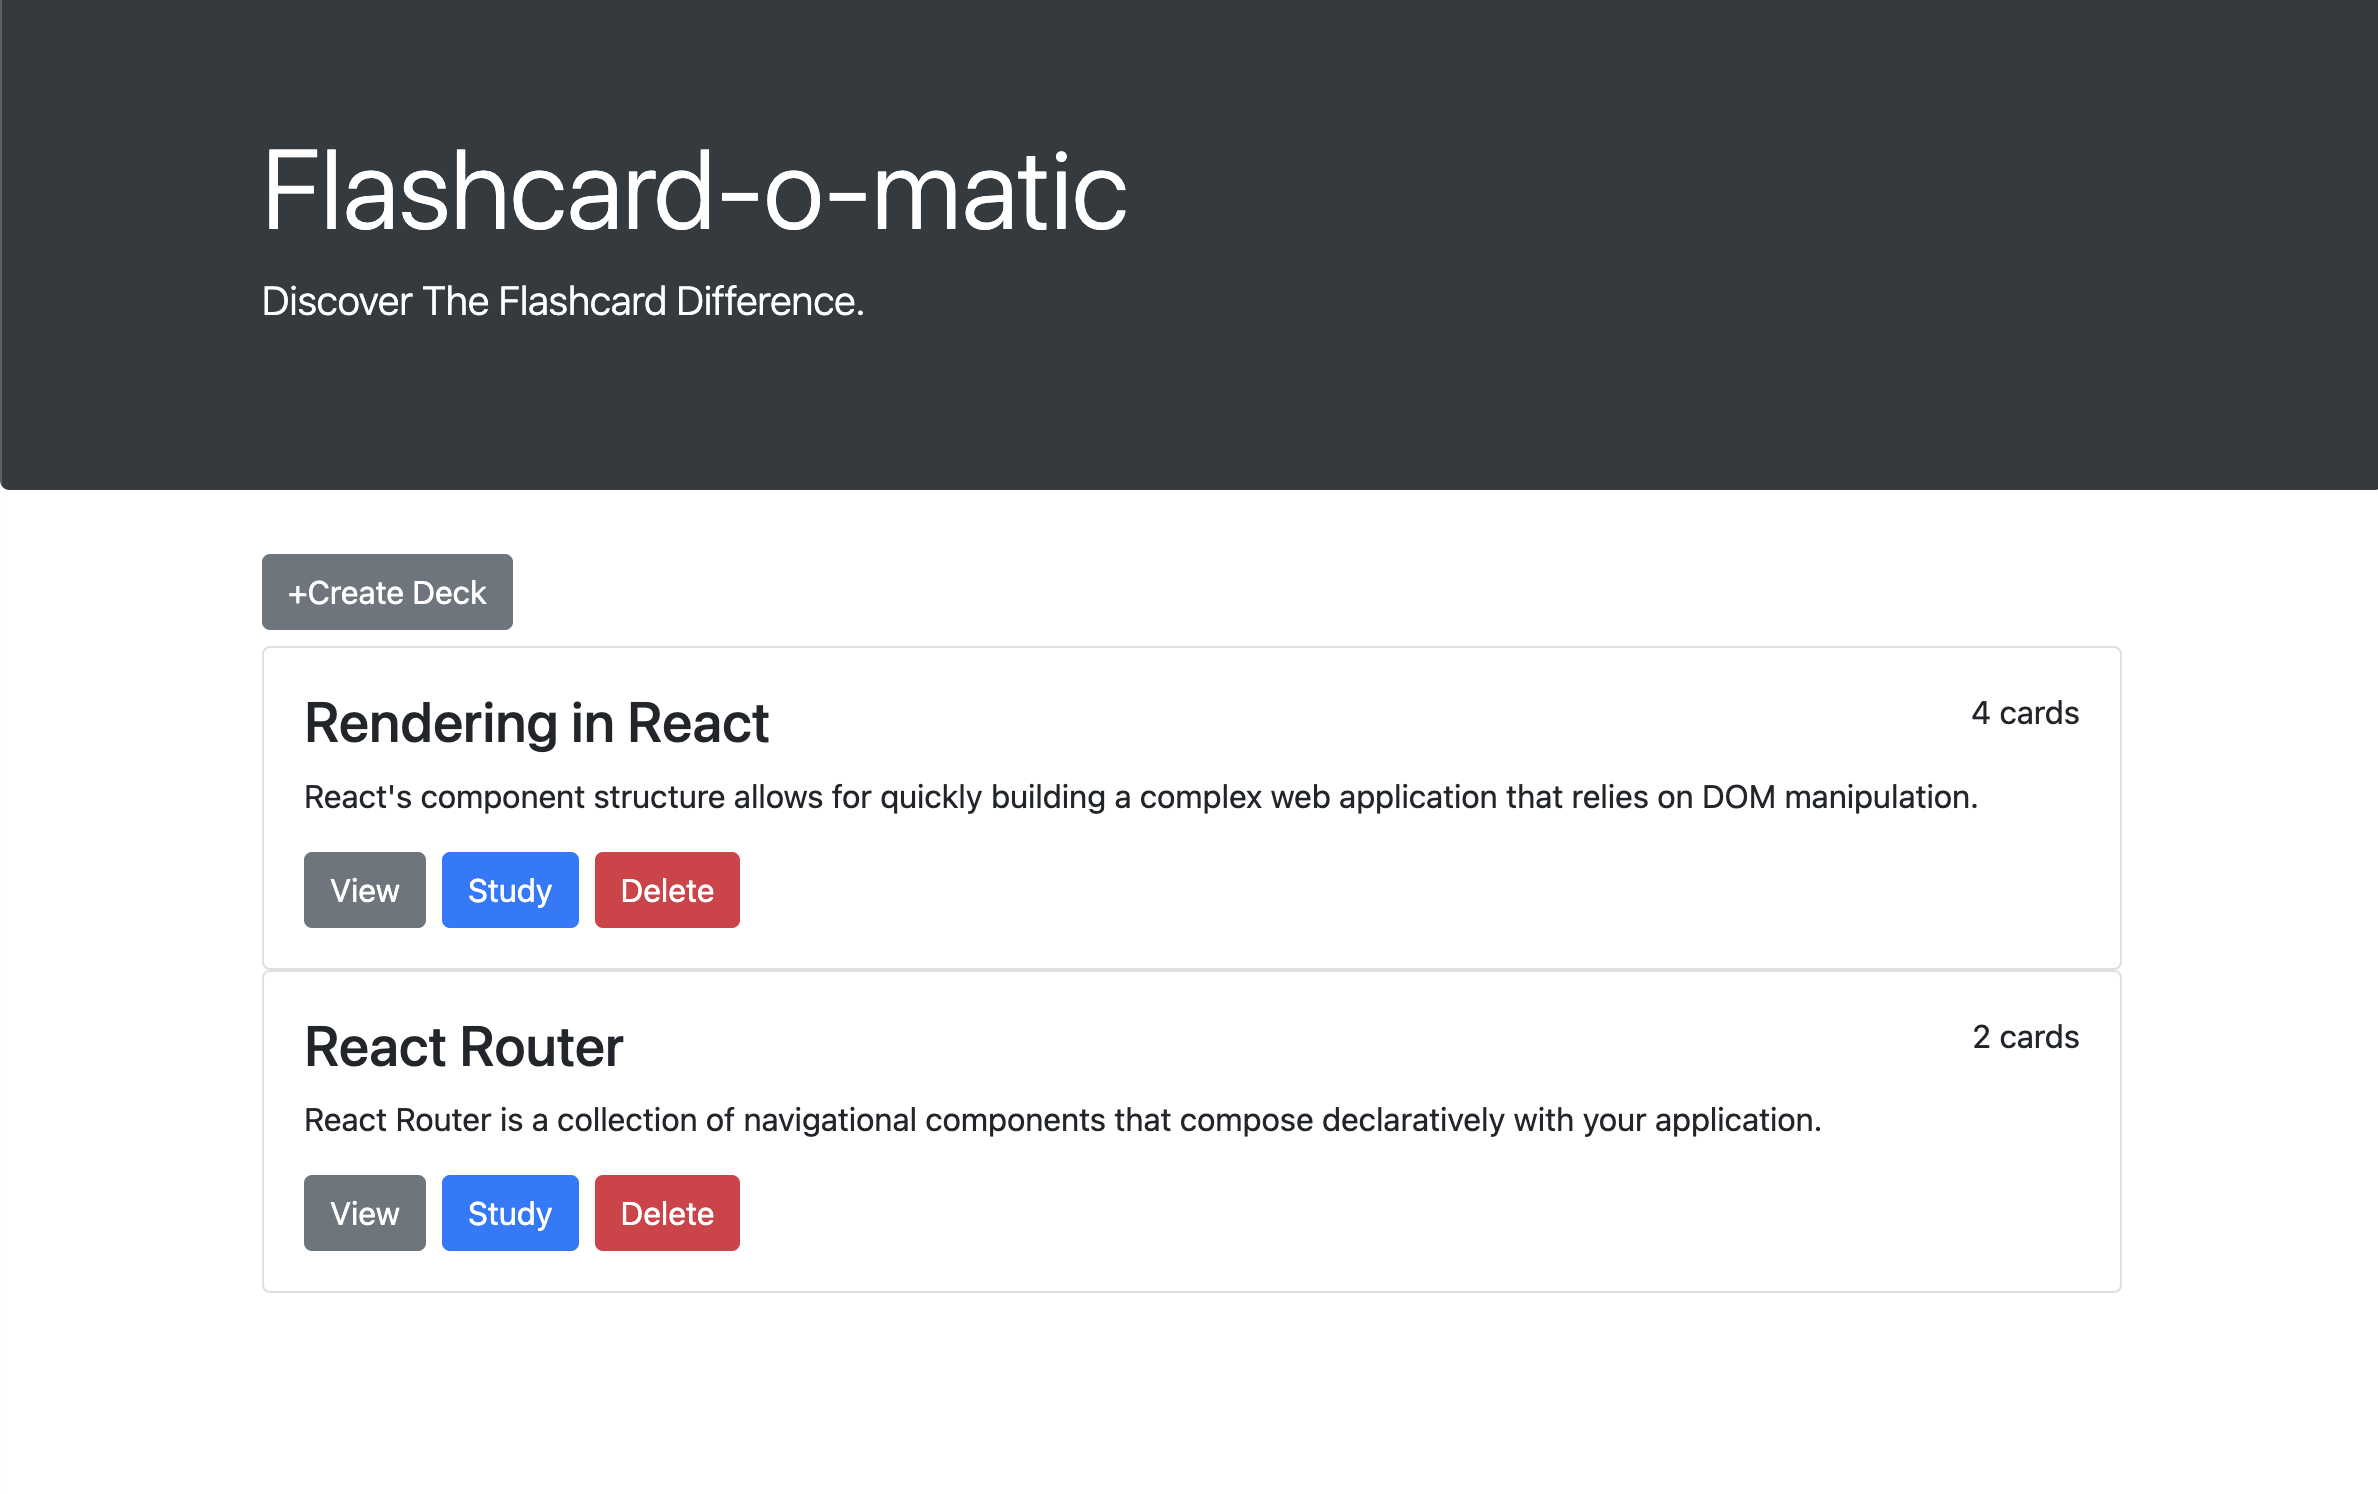 Flashcard-o-matic
Discover The Flashcard Difference.
+Create Deck
Rendering in React
4 cards
React's component structure allows for quickly building a complex web application that relies on DOM manipulation.
View Study Delete
React Router
2 cards
React Router is a collection of navigational components that compose declaratively with your application.
View Study Delete